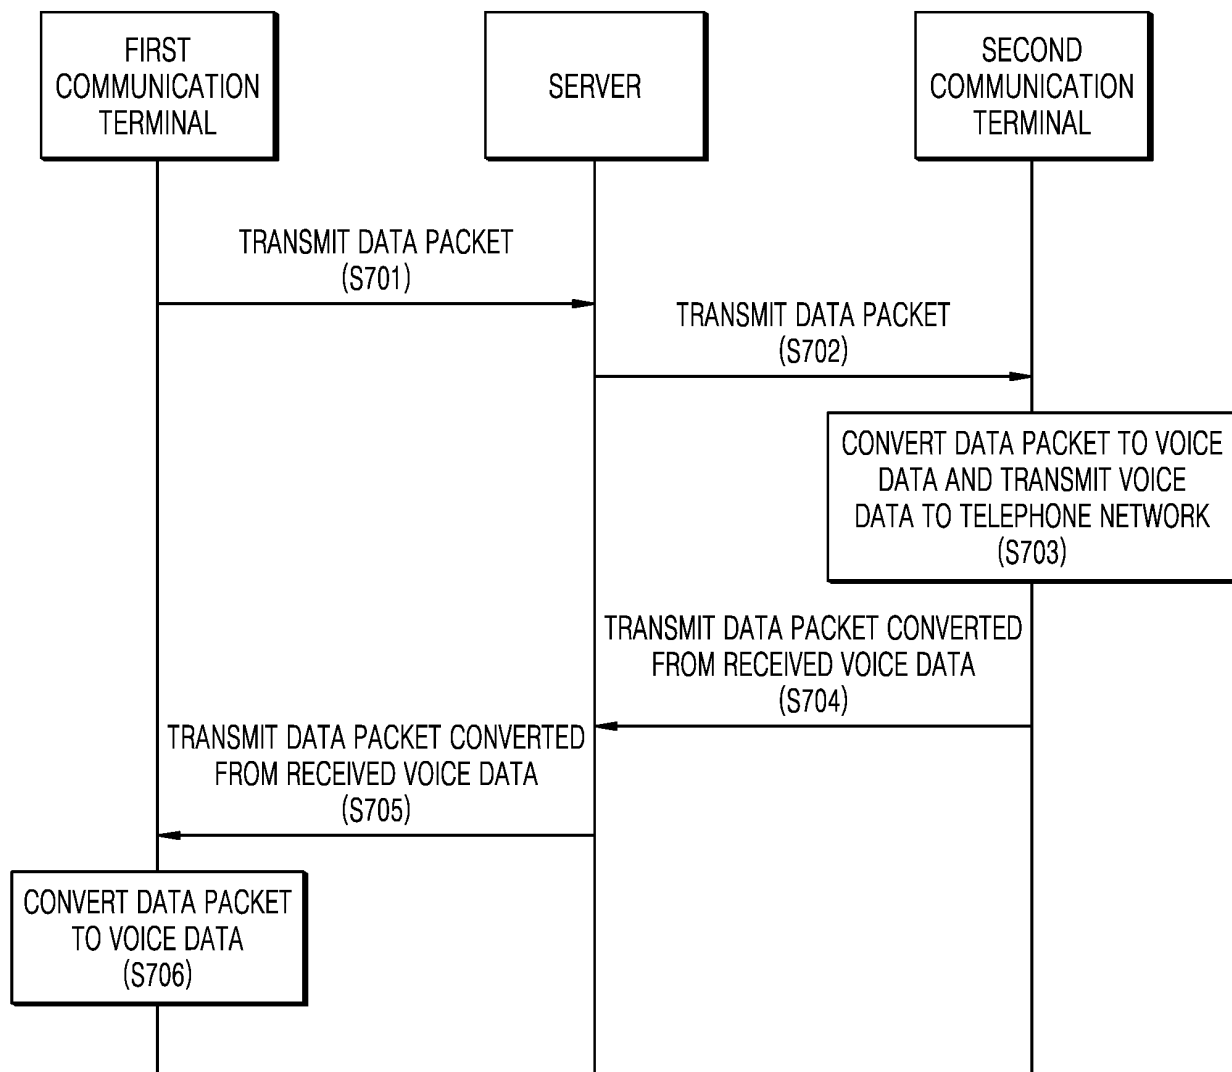 FIRST
COMMUNICATION
TERMINAL
SERVER
SECOND
COMMUNICATION
TERMINAL
TRANSMIT DATA PACKET
(S701)
TRANSMIT DATA PACKET
(S702)
CONVERT DATA PACKET TO VOICE
DATA AND TRANSMIT VOICE
DATA TO TELEPHONE NETWORK
(S703)
TRANSMIT DATA PACKET CONVERTED
FROM RECEIVED VOICE DATA
(S704)
TRANSMIT DATA PACKET CONVERTED
FROM RECEIVED VOICE DATA
(S705)
CONVERT DATA PACKET
TO VOICE DATA
(S706)